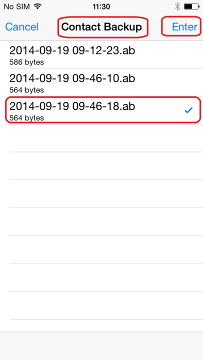 No SIM 11:30
Cancel Contact Backup Enter
2014-09-19 09-12-23.ab
586 bytes
2014-09-19 09-46-10.ab
564 bytes
2014-09-19 09-46-18.ab
564 bytes